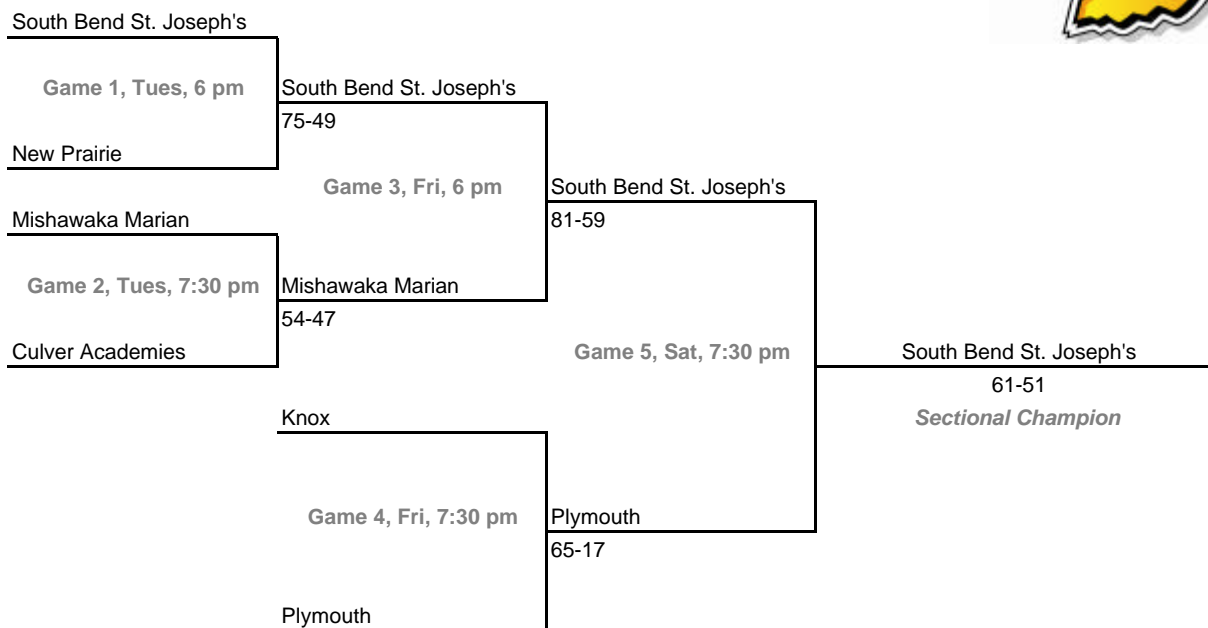 South Bend St. Joseph's
Game 1, Tues, 6 pm
South Bend St. Joseph's
75-49
New Prairie
Game 3, Fri, 6 pm
South Bend St. Joseph's
Mishawaka Marian
81-59
Game 2, Tues, 7:30 pm
Mishawaka Marian
54-47
Culver Academies
Game 5, Sat, 7:30 pm
South Bend St. Joseph's
61-51
Knox
Sectional Champion
Game 4, Fri, 7:30 pm
Plymouth
65-17
Plymouth